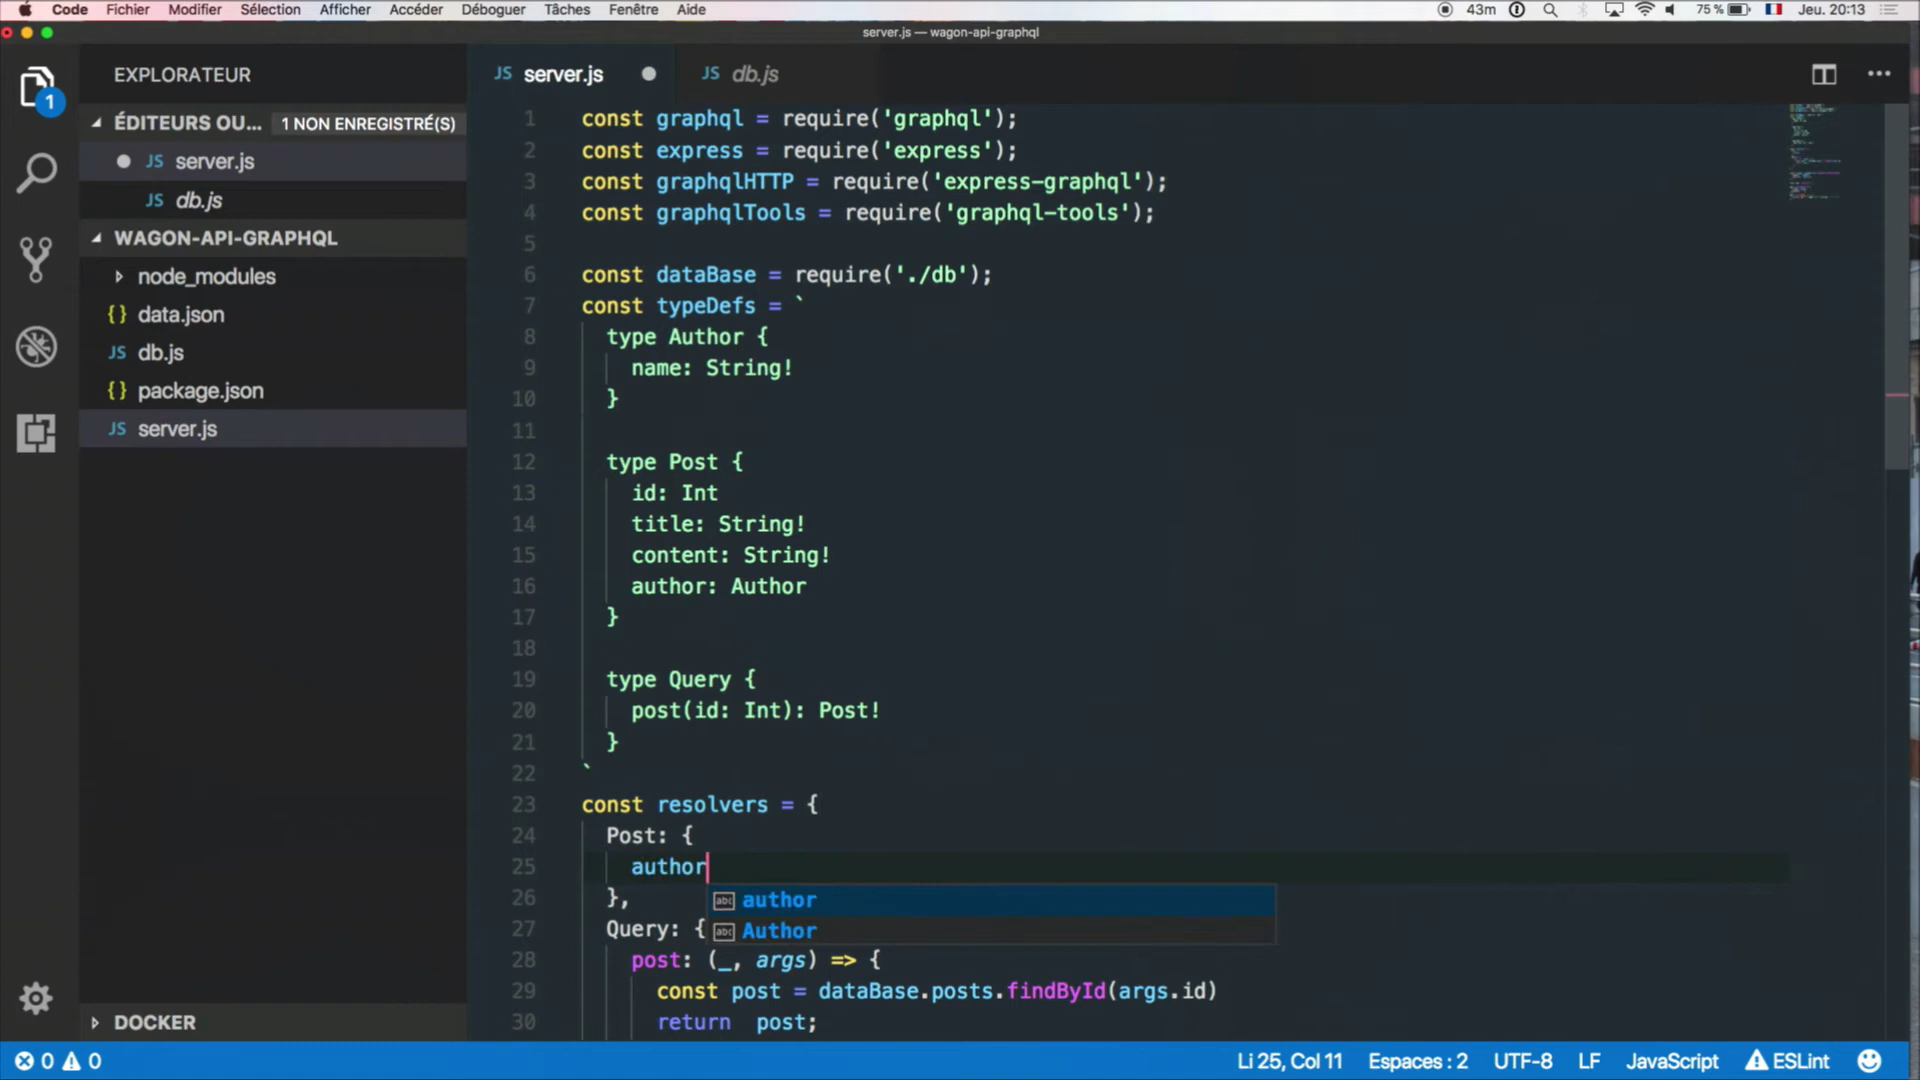 Code Fichier Modifier Sélection Afficher Accéder Déboguer Tâches Fenêtre Aide 43m 75 % Jeu. 20:13
server.js — wagon-api-graphql
EXPLORATEUR
1
ÉDITEURS OU... 1 NON ENREGISTRÉ(S)
JS server.js
JS db.js
WAGON-API-GRAPHQL
node_modules
{} data.json
JS db.js
{} package.json
JS server.js
DOCKER
JS server.js JS db.js
1 const graphql = require('graphql');
2 const express = require('express');
3 const graphqlHTTP = require('express-graphql');
4 const graphqlTools = require('graphql-tools');
5
6 const dataBase = require('./db');
7 const typeDefs = `
8 type Author {
9 name: String!
10 }
11
12 type Post {
13 id: Int
14 title: String!
15 content: String!
16 author: Author
17 }
18
19 type Query {
20 post(id: Int): Post!
21 }
22 `
23 const resolvers = {
24 Post: {
25 author
26 },
abc author
27 Query: {
abc Author
28 post: (_, args) => {
29 const post = dataBase.posts.findById(args.id)
30 return post;
0 0 Li 25, Col 11 Espaces : 2 UTF-8 LF JavaScript ESLint